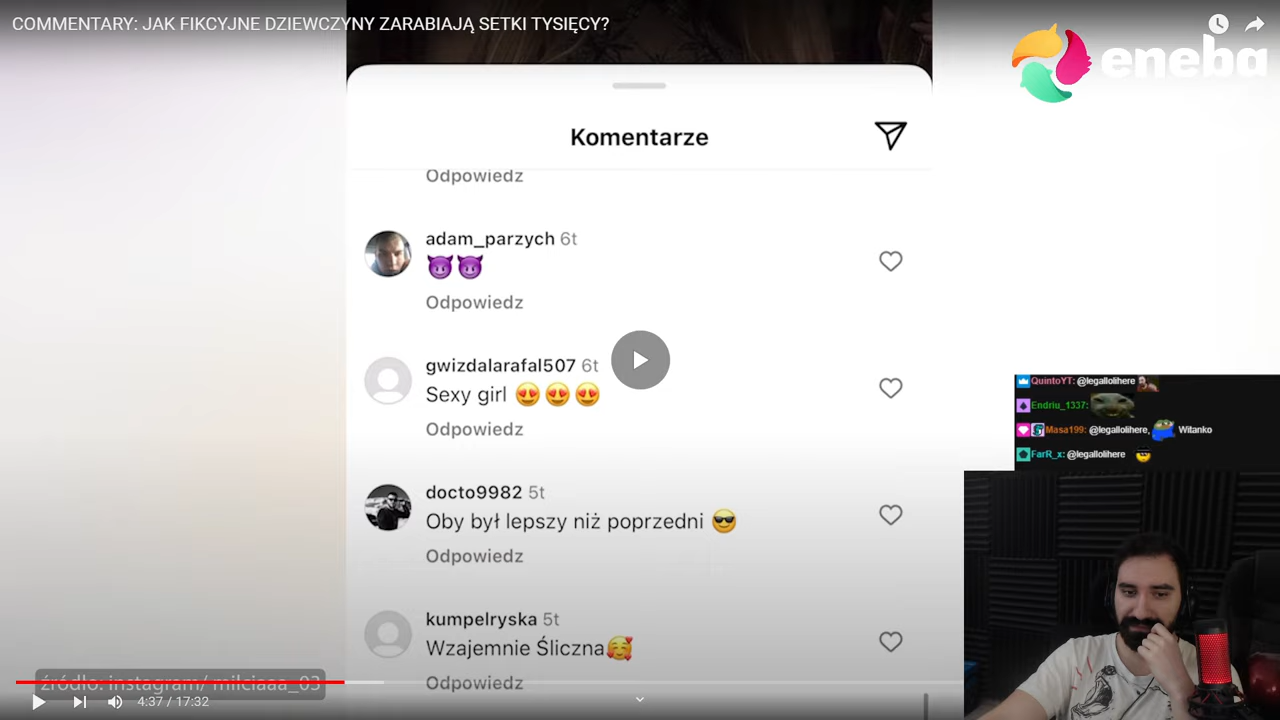 COMMENTARY: JAK FIKCYJNE DZIEWCZYNY ZARABIAJĄ SETKI TYSIĘCY?
eneba
Komentarze
Odpowiedz
adam_parzych 6t
😈😈
Odpowiedz
gwizdalarafal507 6t
Sexy girl 😍😍😍
Odpowiedz
docto9982 5t
Oby był lepszy niż poprzedni 😎
Odpowiedz
kumpelryska 5t
Wzajemnie Śliczna🥰
Odpowiedz
QuintoYT: @legallolihere
Endriu_1337:
Masa199: @legallolihere, Witanko
FarR_x: @legallolihere
źródło: instagram/ milciaaa_03
4:37 / 17:32